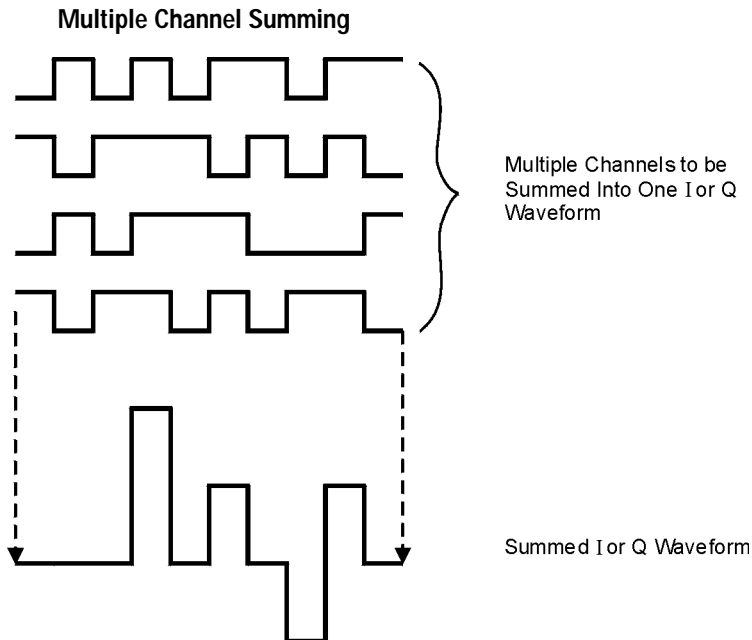 Multiple Channel Summing
Multiple Channels to be
Summed Into One I or Q
Waveform
Summed I or Q Waveform